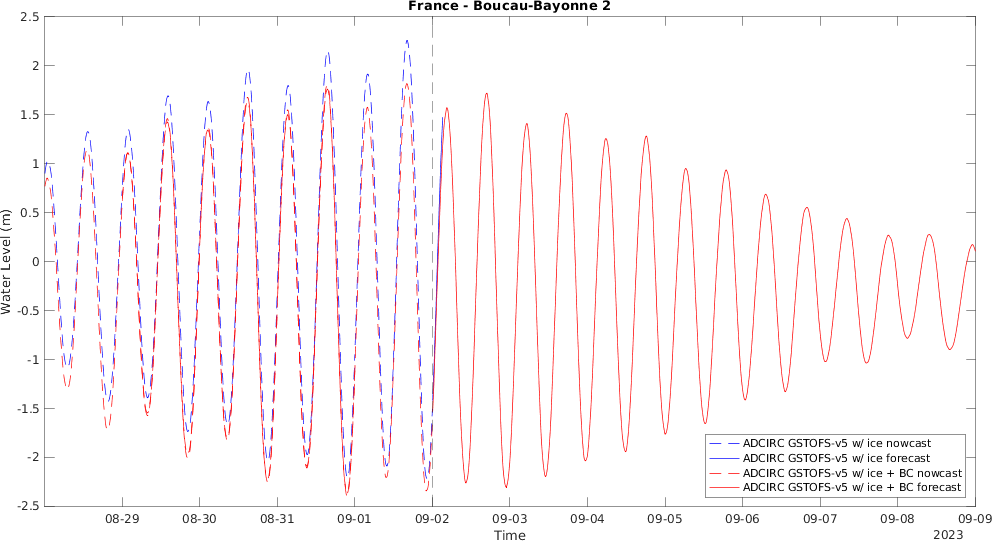 France - Boucau-Bayonne 2
2.5
2
1.5
1
0.5
0
-0.5
-1
-1.5
-2
-2.5
Water Level (m)
ADCIRC GSTOFS-v5 w/ ice nowcast
ADCIRC GSTOFS-v5 w/ ice forecast
ADCIRC GSTOFS-v5 w/ ice + BC nowcast
ADCIRC GSTOFS-v5 w/ ice + BC forecast
08-29 08-30 08-31 09-01 09-02 09-03 09-04 09-05 09-06 09-07 09-08 09-09
Time
2023